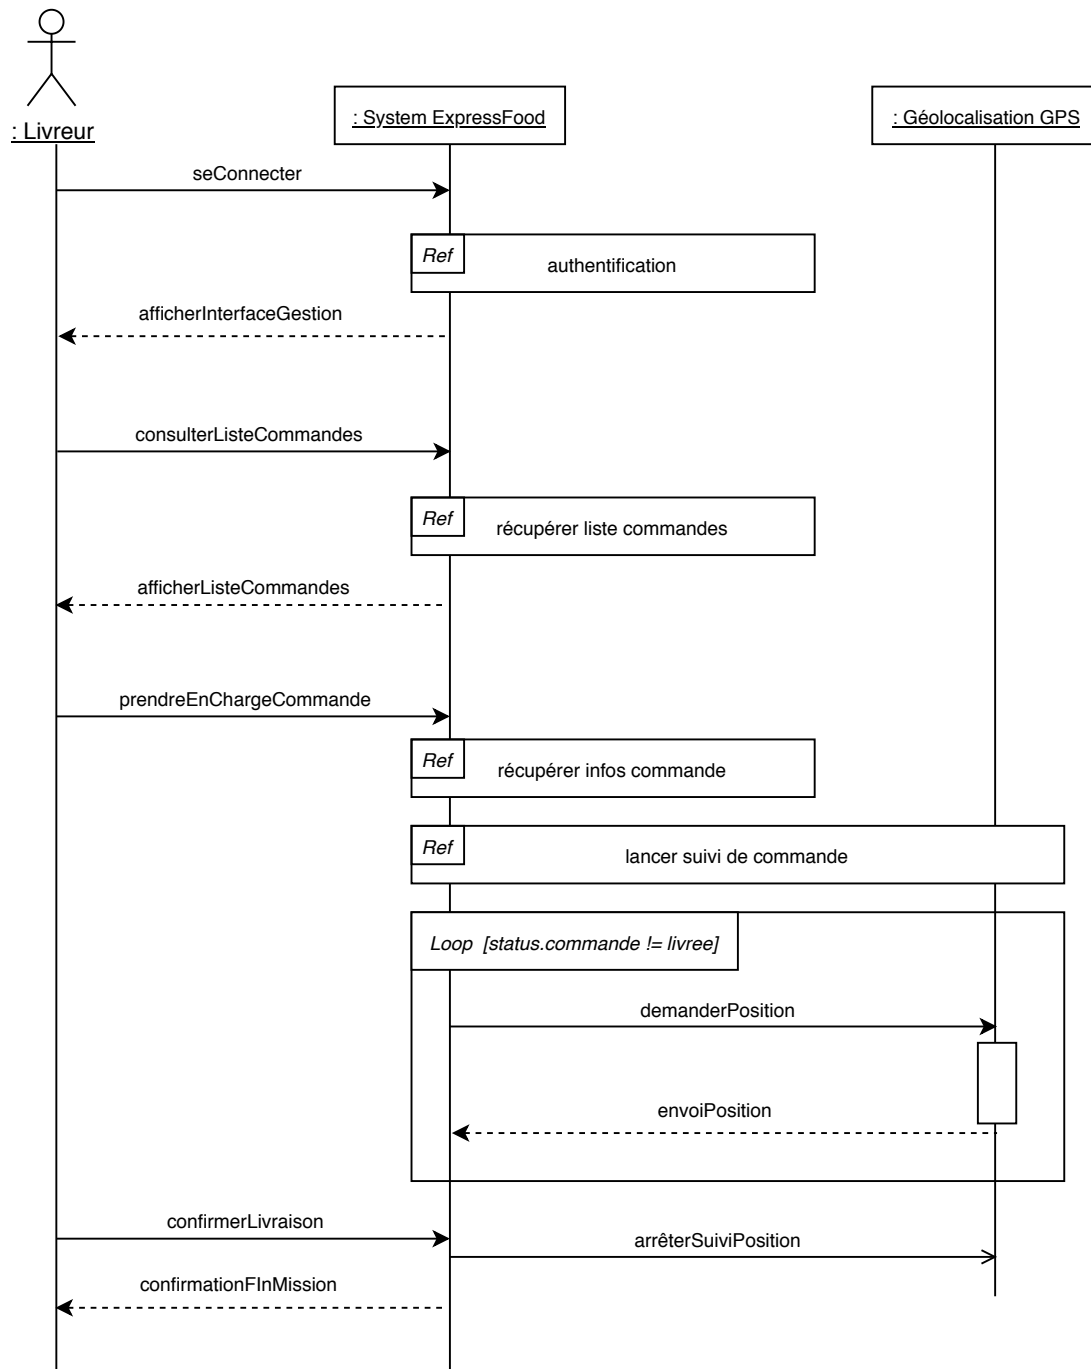 : Livreur
: System ExpressFood
: Géolocalisation GPS
seConnecter
Ref
authentification
afficherInterfaceGestion
consulterListeCommandes
Ref
récupérer liste commandes
afficherListeCommandes
prendreEnChargeCommande
Ref
récupérer infos commande
Ref
lancer suivi de commande
Loop [status.commande != livree]
demanderPosition
envoiPosition
confirmerLivraison
arrêterSuiviPosition
confirmationFInMission